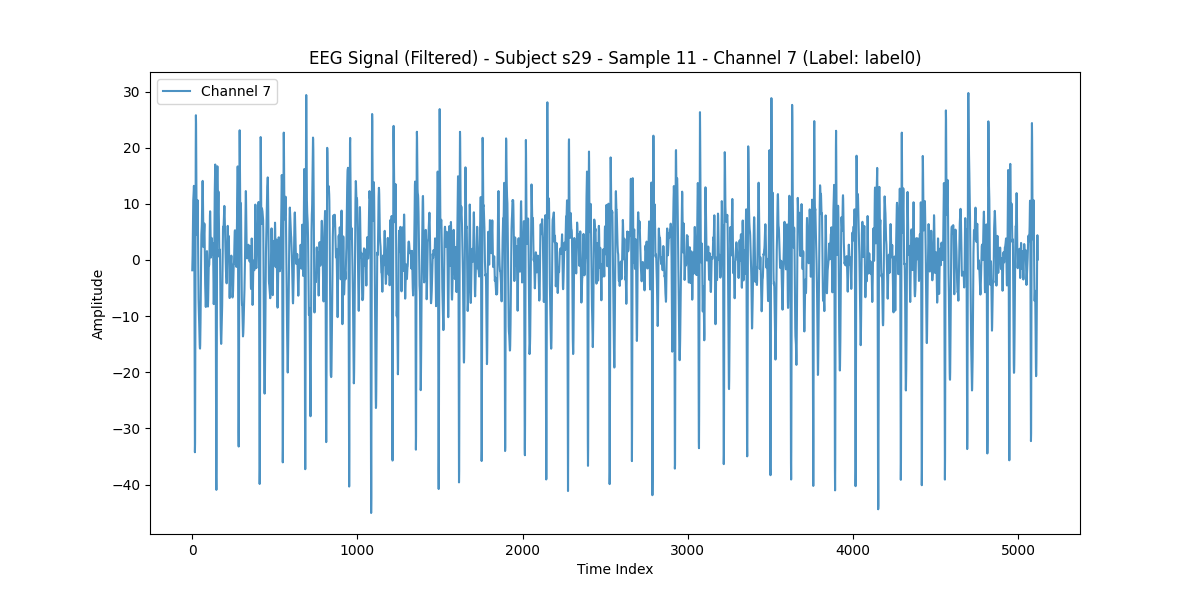 EEG Signal (Filtered) - Subject s29 - Sample 11 - Channel 7 (Label: label0)
Channel 7
30
20
10
0
−10
−20
−30
−40
Amplitude
0 1000 2000 3000 4000 5000
Time Index